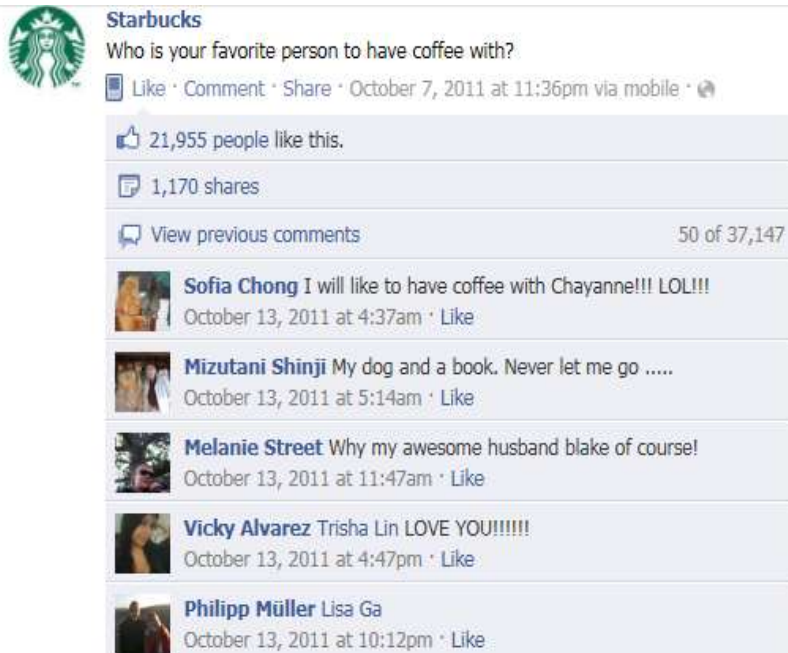 Starbucks
Who is your favorite person to have coffee with?
Like · Comment · Share · October 7, 2011 at 11:36pm via mobile ·
21,955 people like this.
1,170 shares
View previous comments 50 of 37,147
Sofia Chong I will like to have coffee with Chayanne!!! LOL!!!
October 13, 2011 at 4:37am · Like
Mizutani Shinji My dog and a book. Never let me go .....
October 13, 2011 at 5:14am · Like
Melanie Street Why my awesome husband blake of course!
October 13, 2011 at 11:47am · Like
Vicky Alvarez Trisha Lin LOVE YOU!!!!!!
October 13, 2011 at 4:47pm · Like
Philipp Müller Lisa Ga
October 13, 2011 at 10:12pm · Like